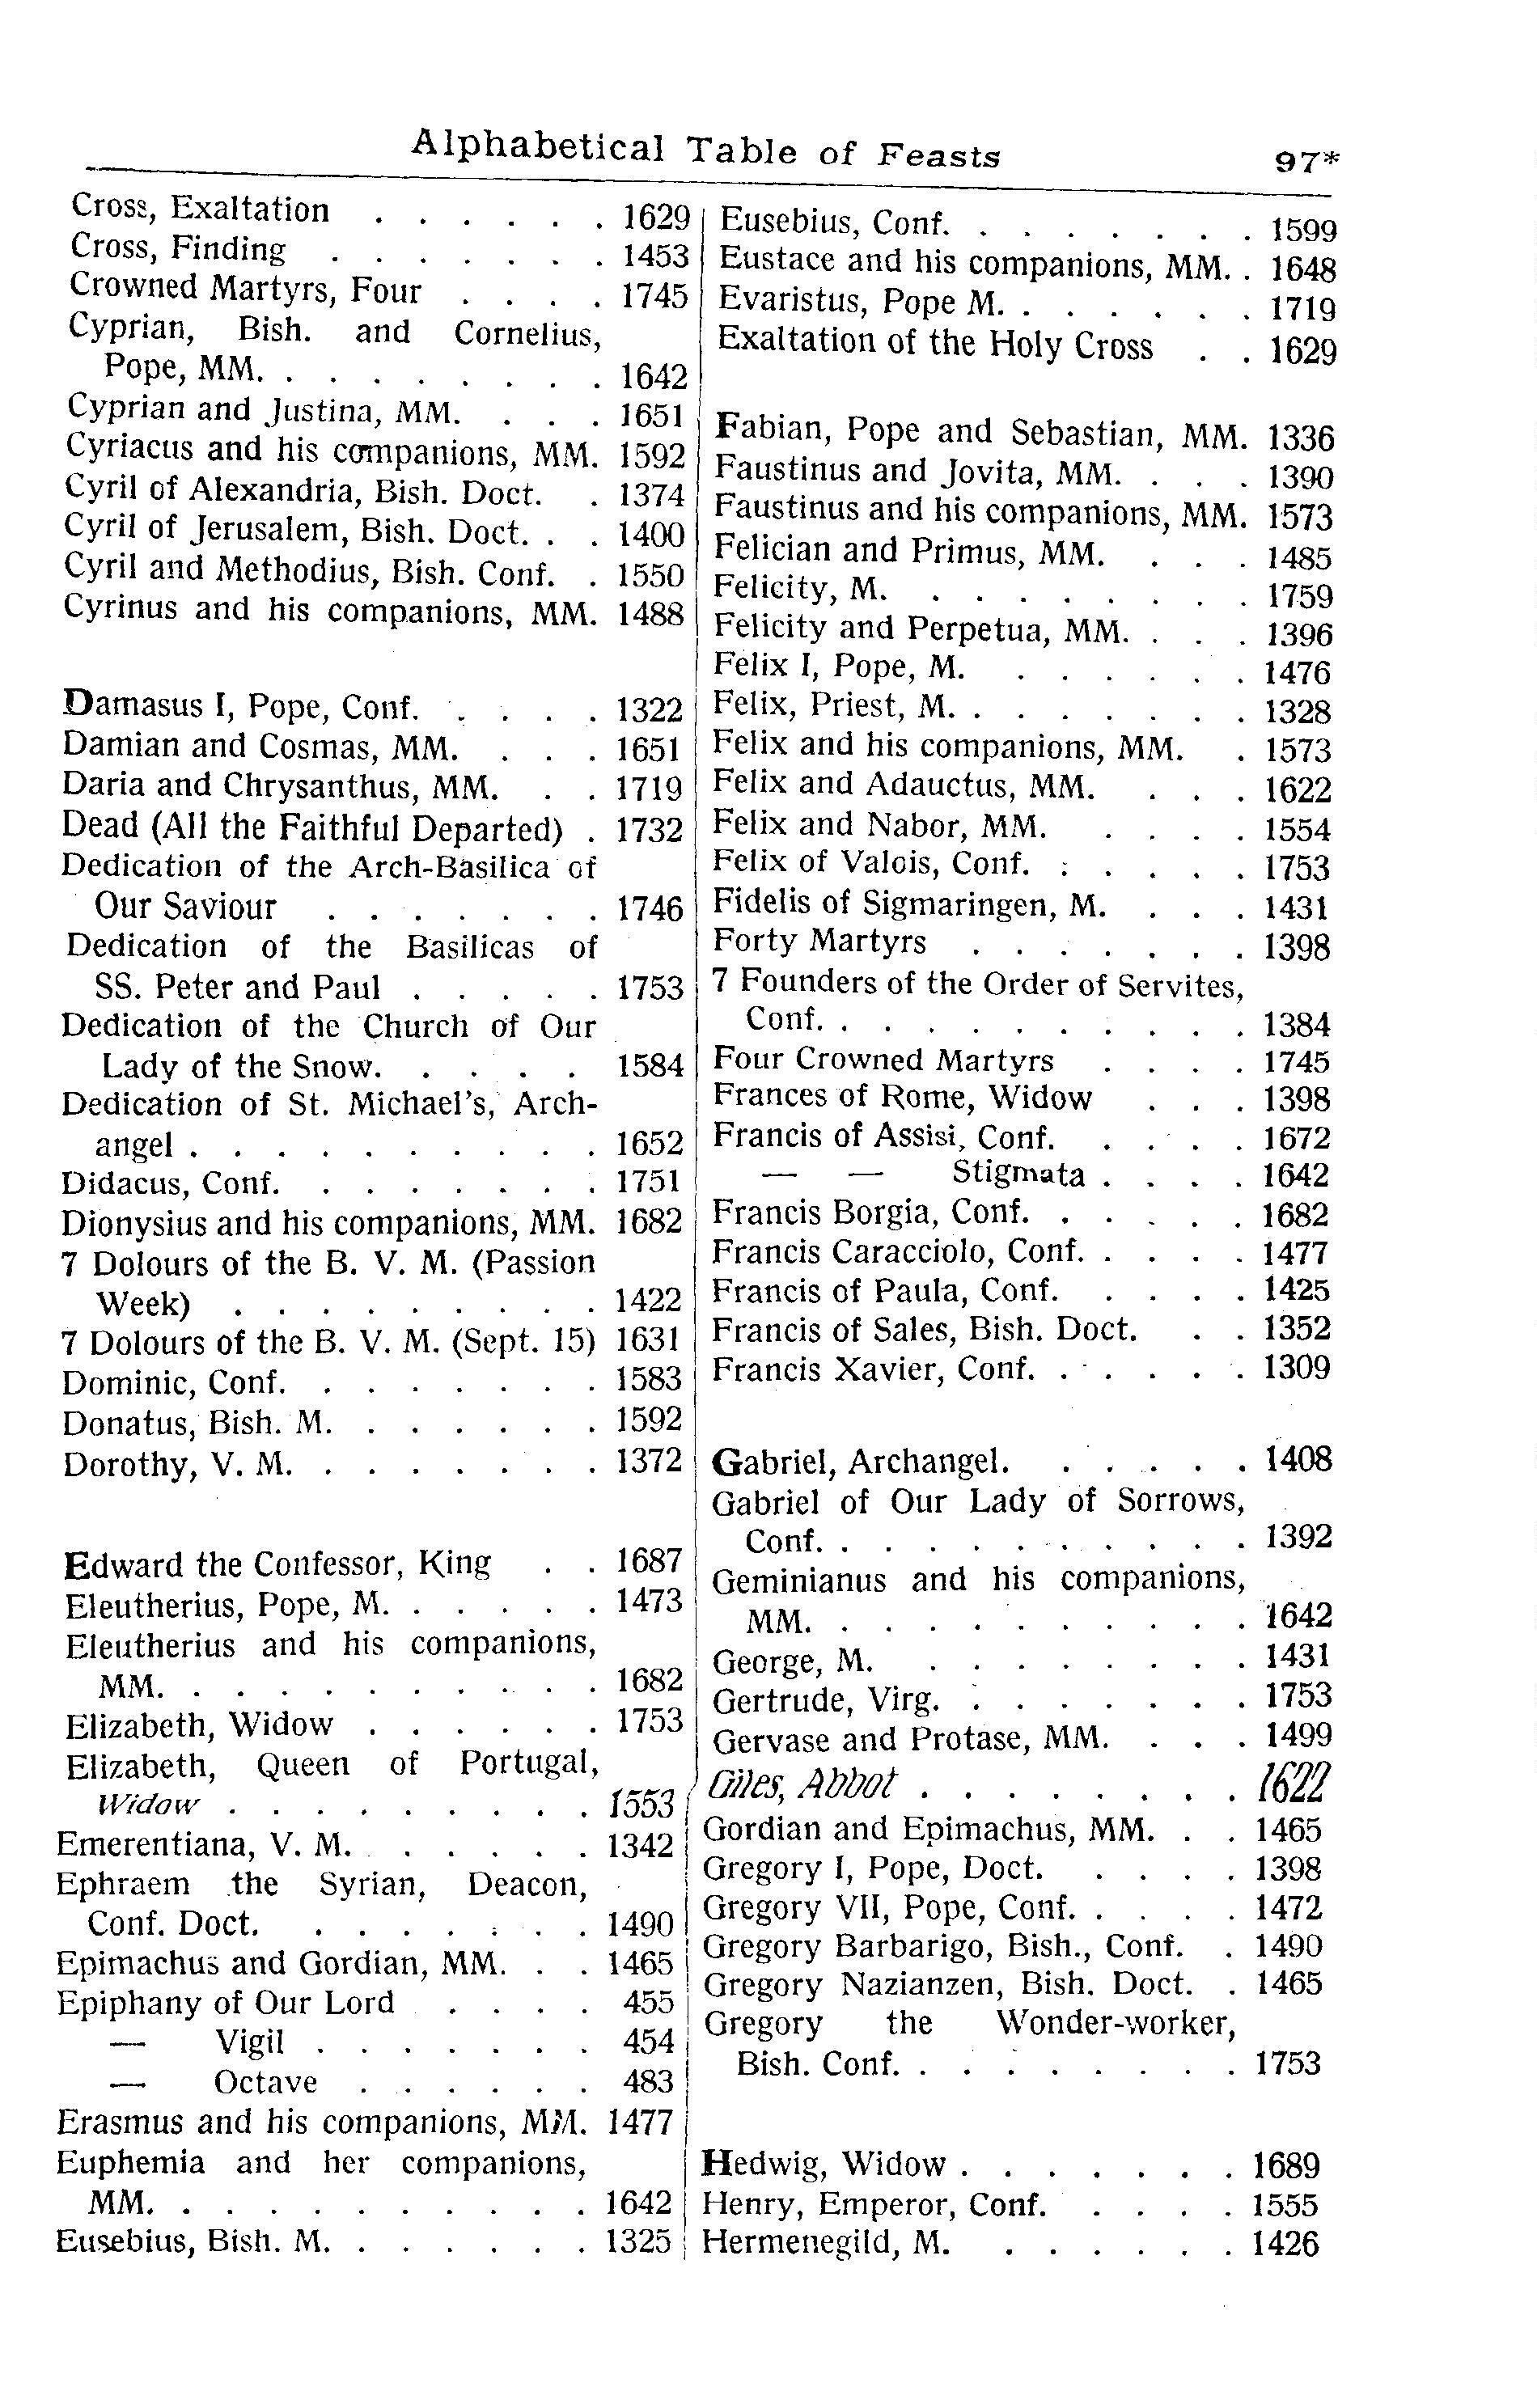 Alphabetical Table of Feasts 97*
Cross, Exaltation . . . . . . 1629
Cross, Finding . . . . . . . 1453
Crowned Martyrs, Four . . . . 1745
Cyprian, Bish. and Cornelius,
Pope, MM. . . . . . . . . 1642
Cyprian and Justina, MM. . . . 1651
Cyriacus and his companions, MM. 1592
Cyril of Alexandria, Bish. Doct. . 1374
Cyril of Jerusalem, Bish. Doct. . . 1400
Cyril and Methodius, Bish. Conf. . 1550
Cyrinus and his companions, MM. 1488
Damasus I, Pope, Conf. . . . . 1322
Damian and Cosmas, MM. . . . 1651
Daria and Chrysanthus, MM. . . 1719
Dead (All the Faithful Departed) . 1732
Dedication of the Arch-Basilica of
Our Saviour . . . . . . . 1746
Dedication of the Basilicas of
SS. Peter and Paul . . . . . 1753
Dedication of the Church of Our
Lady of the Snow. . . . . . 1584
Dedication of St. Michael's, Arch-
angel . . . . . . . . . . 1652
Didacus, Conf. . . . . . . . 1751
Dionysius and his companions, MM. 1682
7 Dolours of the B. V. M. (Passion
Week) . . . . . . . . . 1422
7 Dolours of the B. V. M. (Sept. 15) 1631
Dominic, Conf. . . . . . . . 1583
Donatus, Bish. M. . . . . . . 1592
Dorothy, V. M. . . . . . . . 1372
Edward the Confessor, King . . 1687
Eleutherius, Pope, M. . . . . . 1473
Eleutherius and his companions,
MM. . . . . . . . . . . 1682
Elizabeth, Widow . . . . . . 1753
Elizabeth, Queen of Portugal,
Widow . . . . . . . . . 1553
Emerentiana, V. M. . . . . . . 1342
Ephraem the Syrian, Deacon,
Conf. Doct. . . . . . . . 1490
Epimachus and Gordian, MM. . . 1465
Epiphany of Our Lord . . . . 455
— Vigil . . . . . . . 454
— Octave . . . . . . 483
Erasmus and his companions, MM. 1477
Euphemia and her companions,
MM. . . . . . . . . . . 1642
Eusebius, Bish. M. . . . . . . 1325
Eusebius, Conf. . . . . . . . 1599
Eustace and his companions, MM. . 1648
Evaristus, Pope M. . . . . . . 1719
Exaltation of the Holy Cross . . 1629
Fabian, Pope and Sebastian, MM. 1336
Faustinus and Jovita, MM. . . . 1390
Faustinus and his companions, MM. 1573
Felician and Primus, MM. . . . 1485
Felicity, M. . . . . . . . . 1759
Felicity and Perpetua, MM. . . . 1396
Felix I, Pope, M. . . . . . . 1476
Felix, Priest, M. . . . . . . . 1328
Felix and his companions, MM. . 1573
Felix and Adauctus, MM. . . . 1622
Felix and Nabor, MM. . . . . 1554
Felix of Valois, Conf. . . . . . 1753
Fidelis of Sigmaringen, M. . . . 1431
Forty Martyrs . . . . . . . 1398
7 Founders of the Order of Servites,
Conf. . . . . . . . . . . 1384
Four Crowned Martyrs . . . . 1745
Frances of Rome, Widow . . . 1398
Francis of Assisi, Conf. . . . . 1672
— — Stigmata . . . . 1642
Francis Borgia, Conf. . . . . . 1682
Francis Caracciolo, Conf. . . . . 1477
Francis of Paula, Conf. . . . . 1425
Francis of Sales, Bish. Doct. . . 1352
Francis Xavier, Conf. . . . . . 1309
Gabriel, Archangel. . . . . . 1408
Gabriel of Our Lady of Sorrows,
Conf. . . . . . . . . . . 1392
Geminianus and his companions,
MM. . . . . . . . . . . 1642
George, M. . . . . . . . . 1431
Gertrude, Virg. . . . . . . . 1753
Gervase and Protase, MM. . . . 1499
Giles, Abbot . . . . . . . . 1622
Gordian and Epimachus, MM. . . 1465
Gregory I, Pope, Doct. . . . . 1398
Gregory VII, Pope, Conf. . . . . 1472
Gregory Barbarigo, Bish., Conf. . 1490
Gregory Nazianzen, Bish. Doct. . 1465
Gregory the Wonder-worker,
Bish. Conf. . . . . . . . . 1753
Hedwig, Widow . . . . . . . 1689
Henry, Emperor, Conf. . . . . 1555
Hermenegild, M. . . . . . . 1426